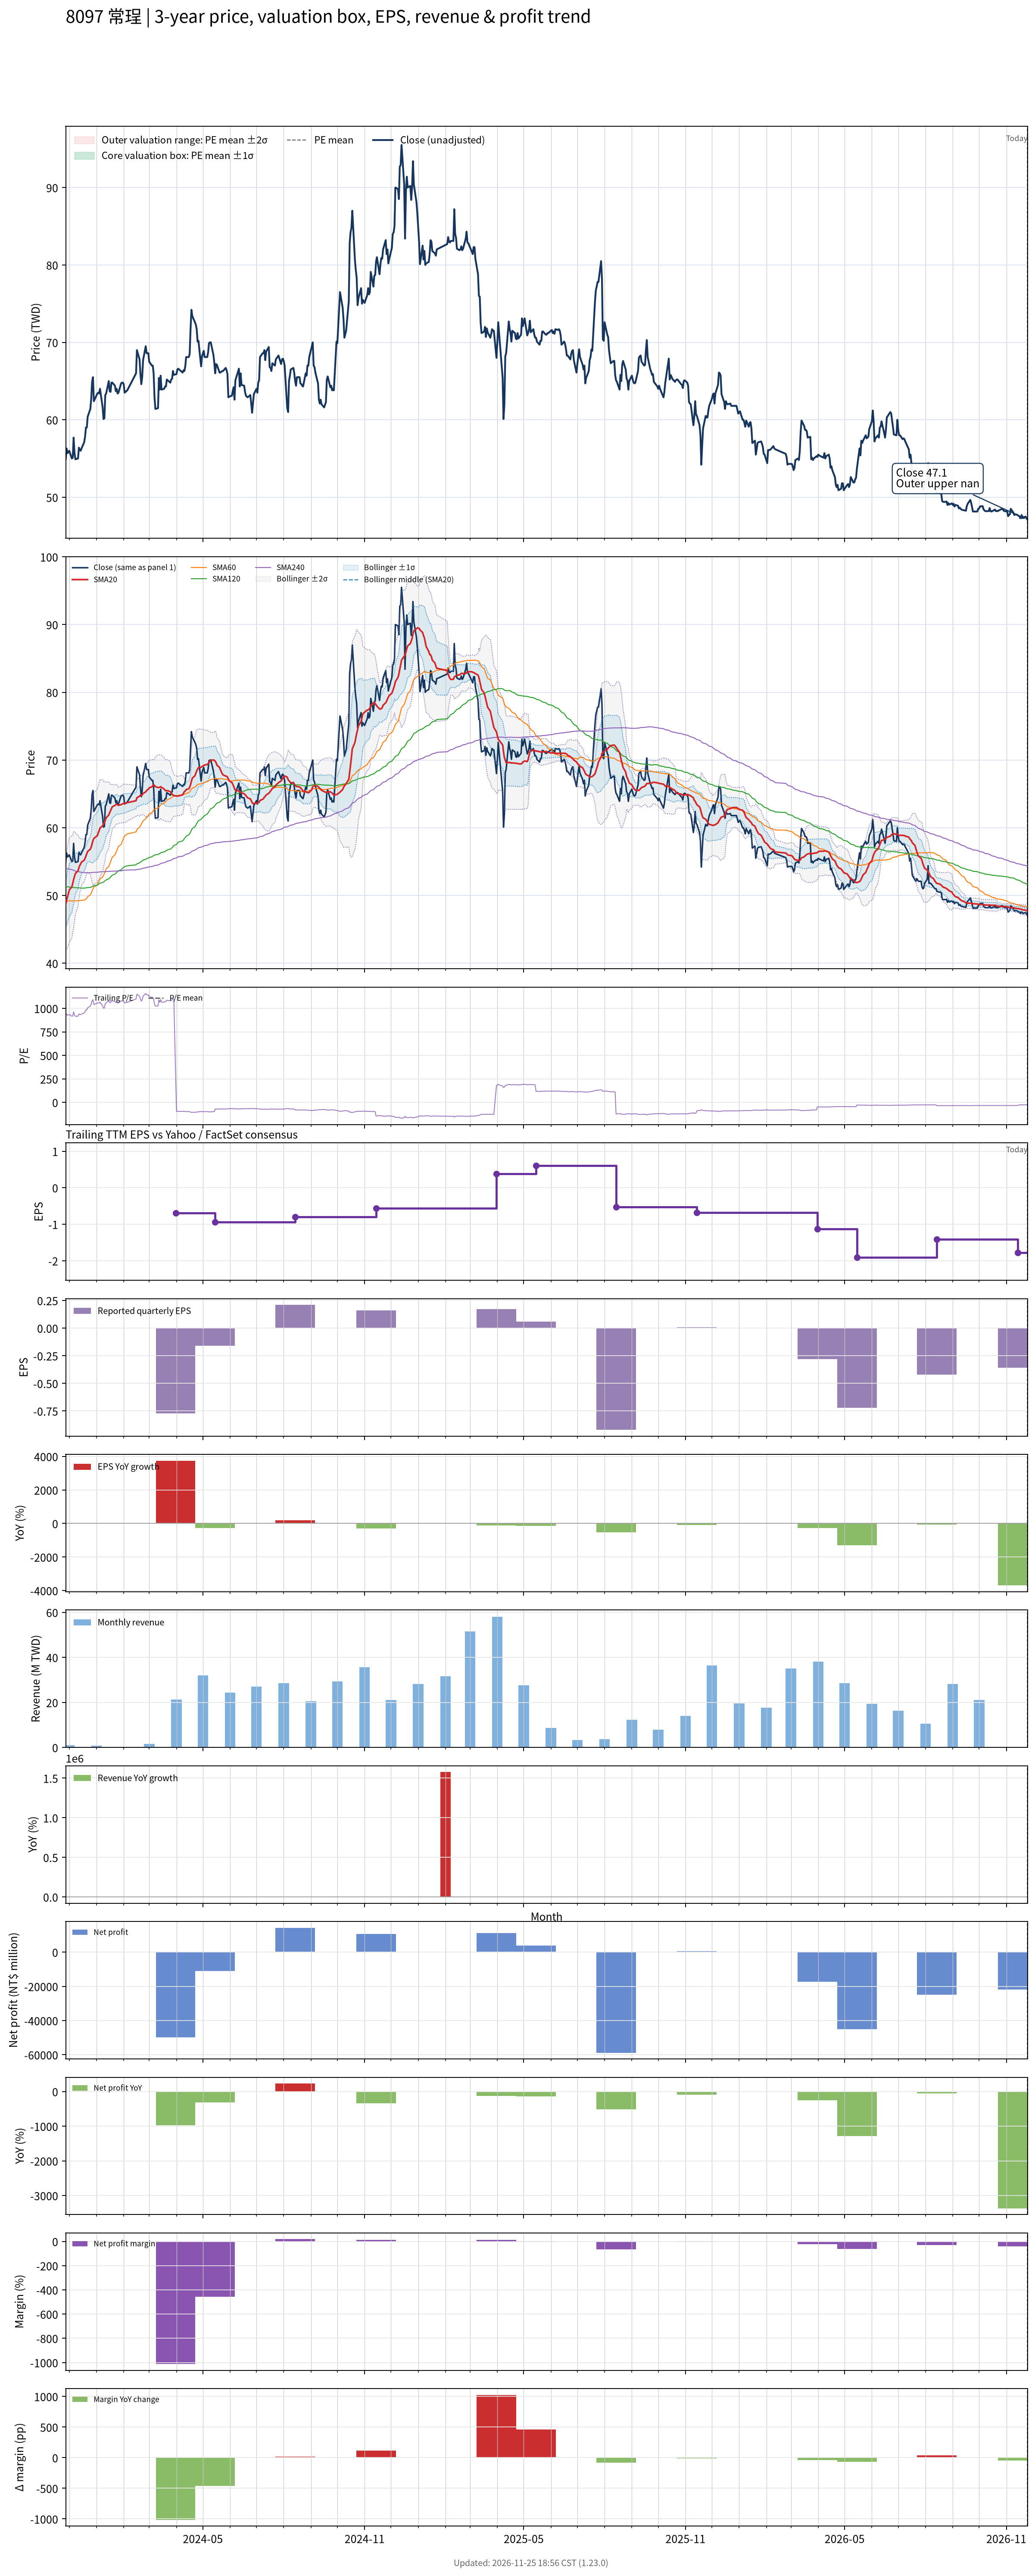 8097 常珵 | 3-year price, valuation box, EPS, revenue & profit trend
Outer valuation range: PE mean ±2σ
Core valuation box: PE mean ±1σ
PE mean
Close (unadjusted)
Today
Price (TWD)
90
80
70
60
50
Close 47.1
Outer upper nan
Close (same as panel 1)
SMA20
SMA60
SMA120
SMA240
Bollinger ±2σ
Bollinger ±1σ
Bollinger middle (SMA20)
Price
100
90
80
70
60
50
40
Trailing P/E
P/E mean
P/E
1000
750
500
250
0
Trailing TTM EPS vs Yahoo / FactSet consensus
Today
EPS
1
0
-1
-2
Reported quarterly EPS
EPS
0.25
0.00
-0.25
-0.50
-0.75
EPS YoY growth
YoY (%)
4000
2000
0
-2000
-4000
Monthly revenue
Revenue (M TWD)
60
40
20
0
1e6
Revenue YoY growth
YoY (%)
1.5
1.0
0.5
0.0
Month
Net profit
Net profit (NT$ million)
0
-20000
-40000
-60000
Net profit YoY
YoY (%)
0
-1000
-2000
-3000
Net profit margin
Margin (%)
0
-200
-400
-600
-800
-1000
Margin YoY change
Δ margin (pp)
1000
500
0
-500
-1000
2024-05
2024-11
2025-05
2025-11
2026-05
2026-11
Updated: 2026-11-25 18:56 CST (1.23.0)